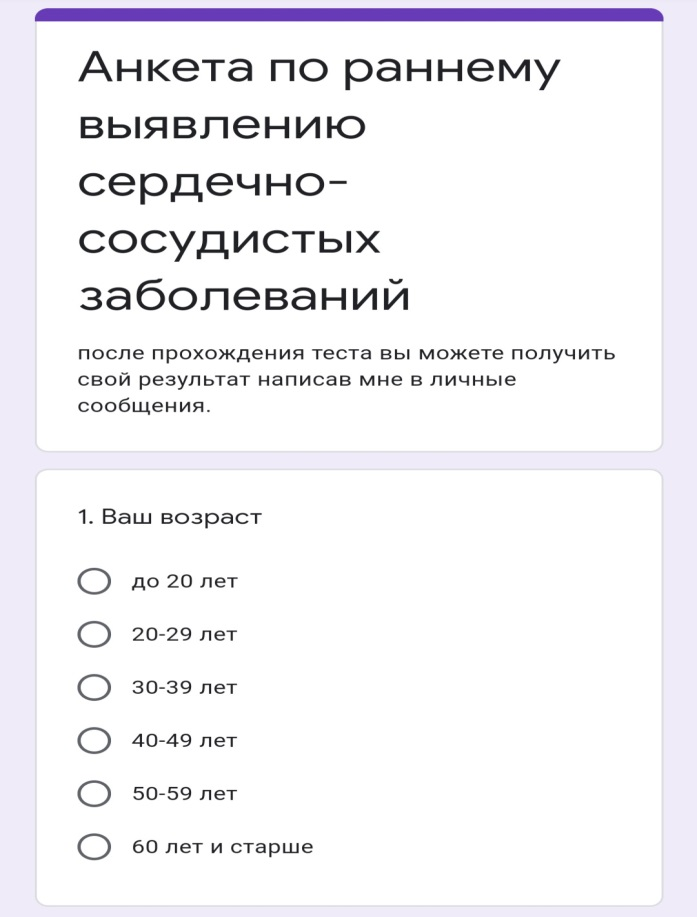 Анкета по раннему
выявлению
сердечно-
сосудистых
заболеваний
после прохождения теста вы можете получить
свой результат написав мне в личные
сообщения.
1. Ваш возраст
до 20 лет
20-29 лет
30-39 лет
40-49 лет
50-59 лет
60 лет и старше